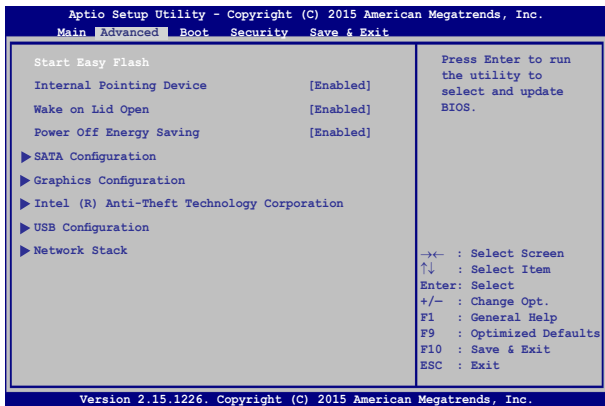 Aptio Setup Utility - Copyright (C) 2015 American Megatrends, Inc.
Main Advanced Boot Security Save & Exit
Start Easy Flash
Internal Pointing Device [Enabled]
Wake on Lid Open [Enabled]
Power Off Energy Saving [Enabled]
SATA Configuration
Graphics Configuration
Intel (R) Anti-Theft Technology Corporation
USB Configuration
Network Stack
Press Enter to run
the utility to
select and update
BIOS.
→← : Select Screen
↑↓ : Select Item
Enter: Select
+/— : Change Opt.
F1 : General Help
F9 : Optimized Defaults
F10 : Save & Exit
ESC : Exit
Version 2.15.1226. Copyright (C) 2015 American Megatrends, Inc.